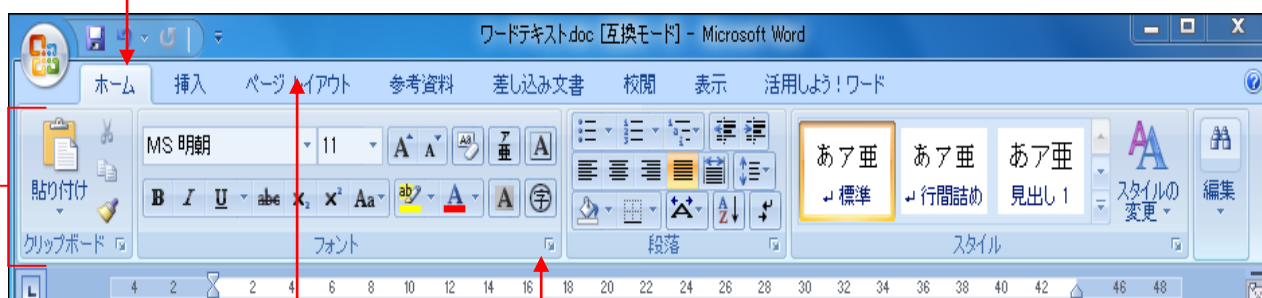 ワードテキスト.doc [互換モード] - Microsoft Word
ホーム 挿入 ページ レイアウト 参考資料 差し込み文書 校閲 表示 活用しよう！ワード
MS 明朝 11
あア亜 あア亜 あア亜
標準 行間詰め 見出し 1
貼り付け
スタイルの変更
編集
クリップボード フォント 段落 スタイル
4 2 2 4 6 8 10 12 14 16 18 20 22 24 26 28 30 32 34 36 38 40 42 46 48